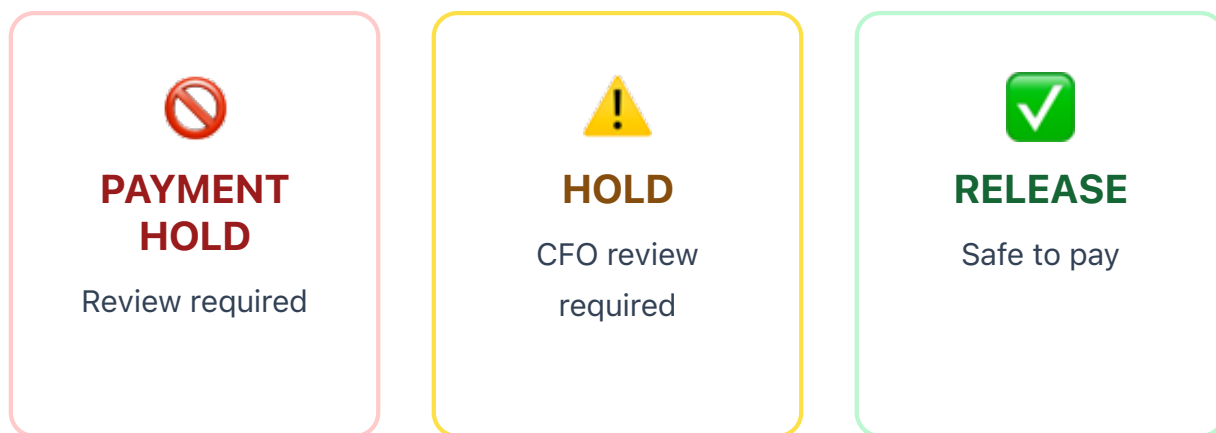 PAYMENT
HOLD
Review required
HOLD
CFO review
required
RELEASE
Safe to pay